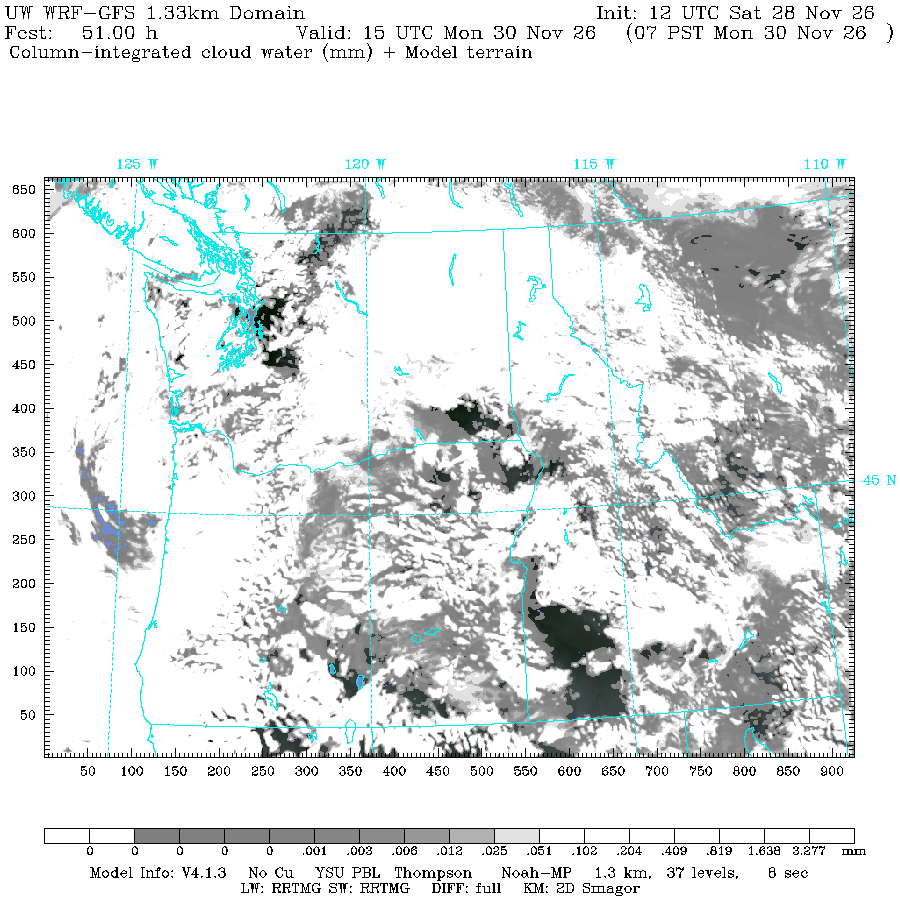 UW WRF-GFS 1.33km Domain Init: 12 UTC Sat 28 Nov 26
Fcst: 51.00 h Valid: 15 UTC Mon 30 Nov 26 (07 PST Mon 30 Nov 26 )
Column-integrated cloud water (mm) + Model terrain
125 W 120 W 115 W 110 W
650
600
550
500
450
400
350
300
250
200
150
100
50
45 N
50 100 150 200 250 300 350 400 450 500 550 600 650 700 750 800 850 900
0 0 0 0 0 .001 .003 .006 .012 .025 .051 .102 .204 .409 .819 1.638 3.277 mm
Model Info: V4.1.3 No Cu YSU PBL Thompson Noah-MP 1.3 km, 37 levels, 8 sec
LW: RRTMG SW: RRTMG DIFF: full KM: 2D Smagor